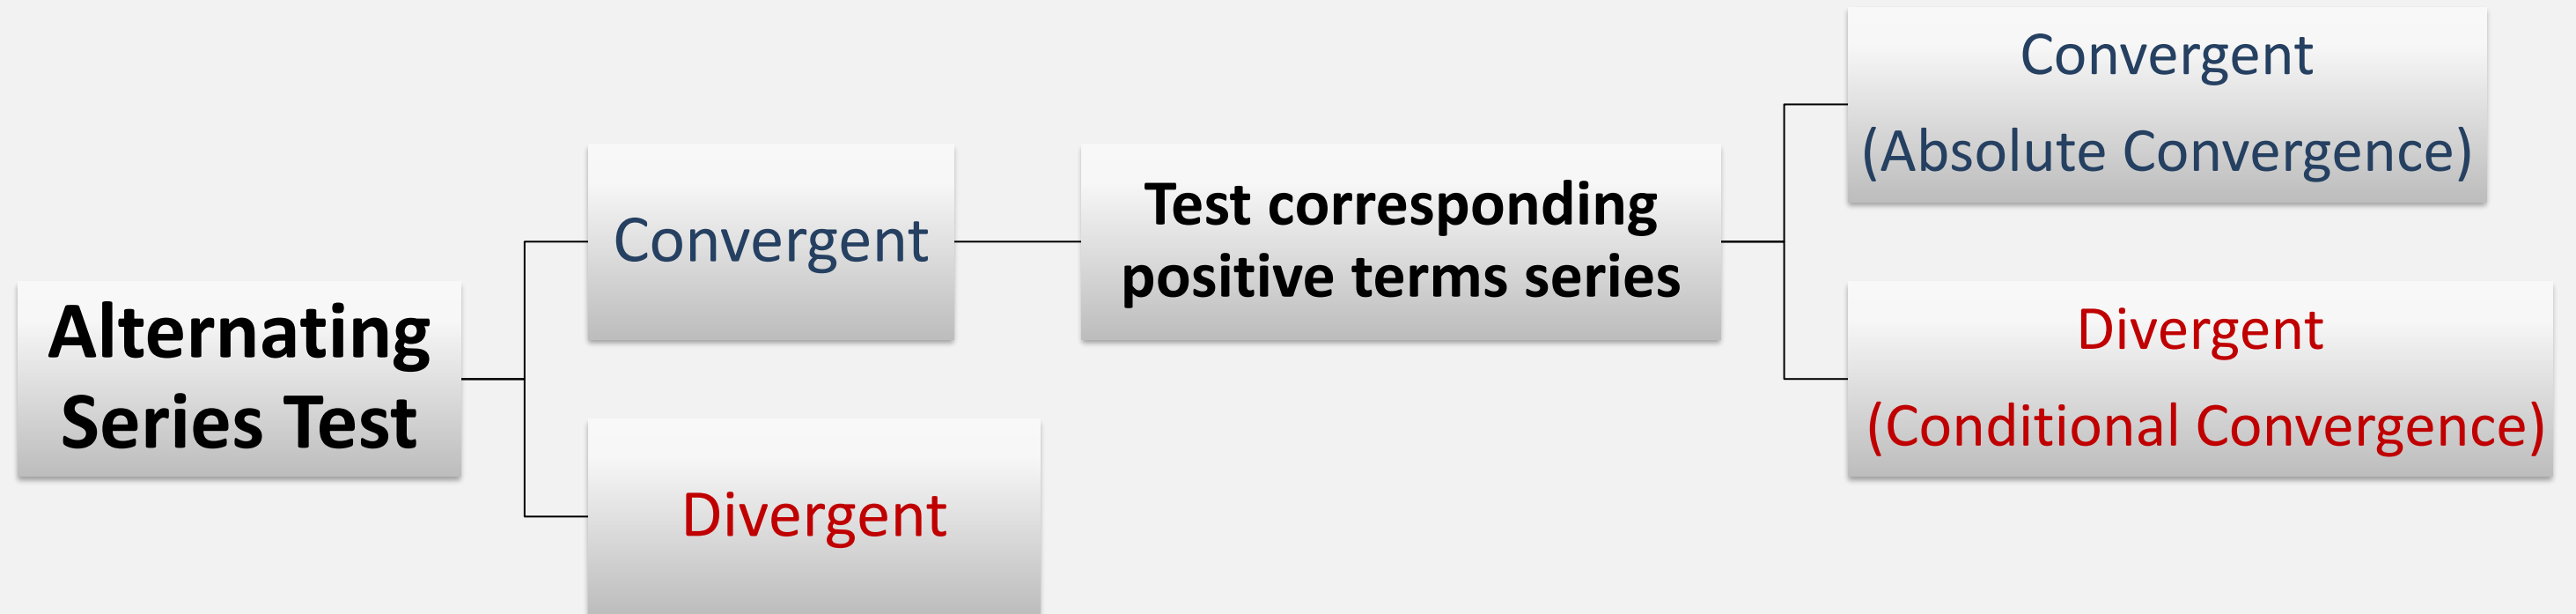 Alternating
Series Test
Convergent
Divergent
Test corresponding
positive terms series
Convergent
(Absolute Convergence)
Divergent
(Conditional Convergence)